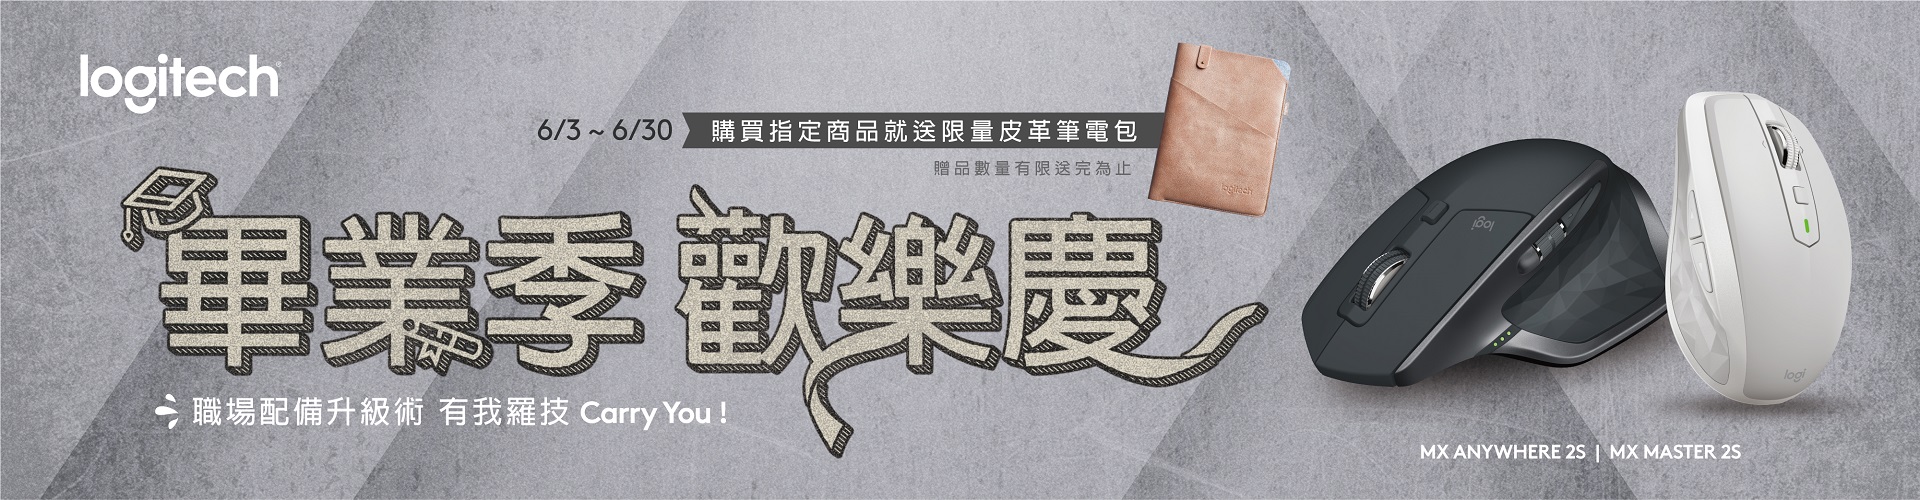 logitech
6/3 ~ 6/30 購買指定商品就送限量皮革筆電包
贈品數量有限送完為止
logitech
畢業季 歡樂慶
職場配備升級術 有我羅技 Carry You !
logi
logi
MX ANYWHERE 2S | MX MASTER 2S